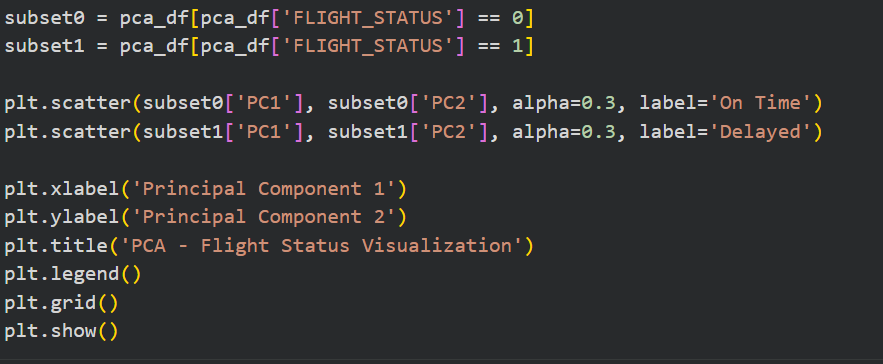 subset0 = pca_df[pca_df['FLIGHT_STATUS'] == 0]
subset1 = pca_df[pca_df['FLIGHT_STATUS'] == 1]
plt.scatter(subset0['PC1'], subset0['PC2'], alpha=0.3, label='On Time')
plt.scatter(subset1['PC1'], subset1['PC2'], alpha=0.3, label='Delayed')
plt.xlabel('Principal Component 1')
plt.ylabel('Principal Component 2')
plt.title('PCA - Flight Status Visualization')
plt.legend()
plt.grid()
plt.show()